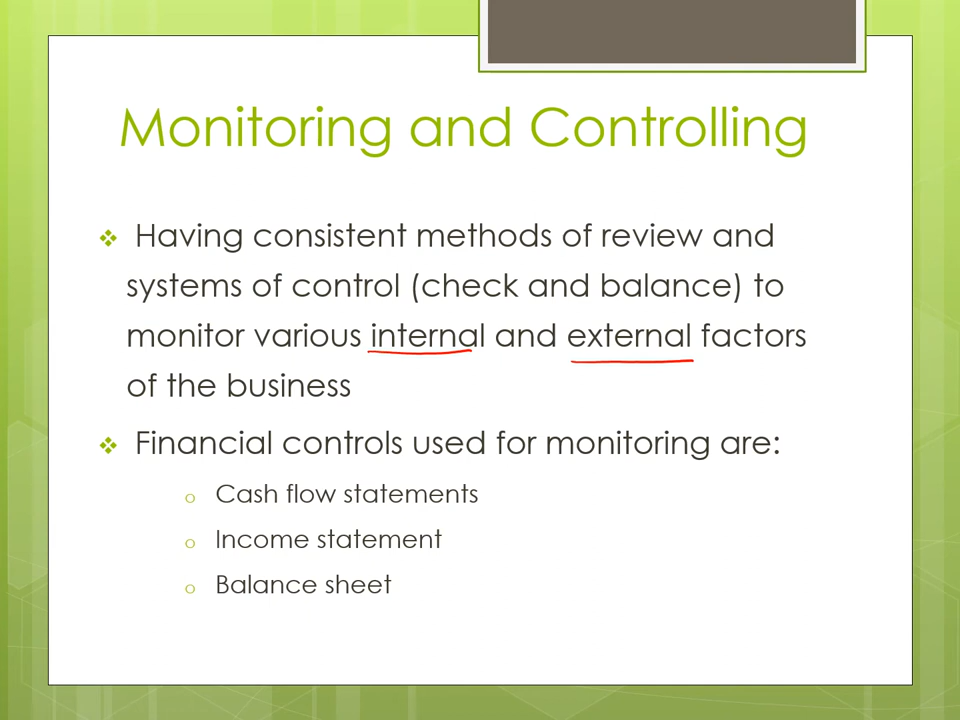 Monitoring and Controlling
❖ Having consistent methods of review and
systems of control (check and balance) to
monitor various internal and external factors
of the business
❖ Financial controls used for monitoring are:
o Cash flow statements
o Income statement
o Balance sheet